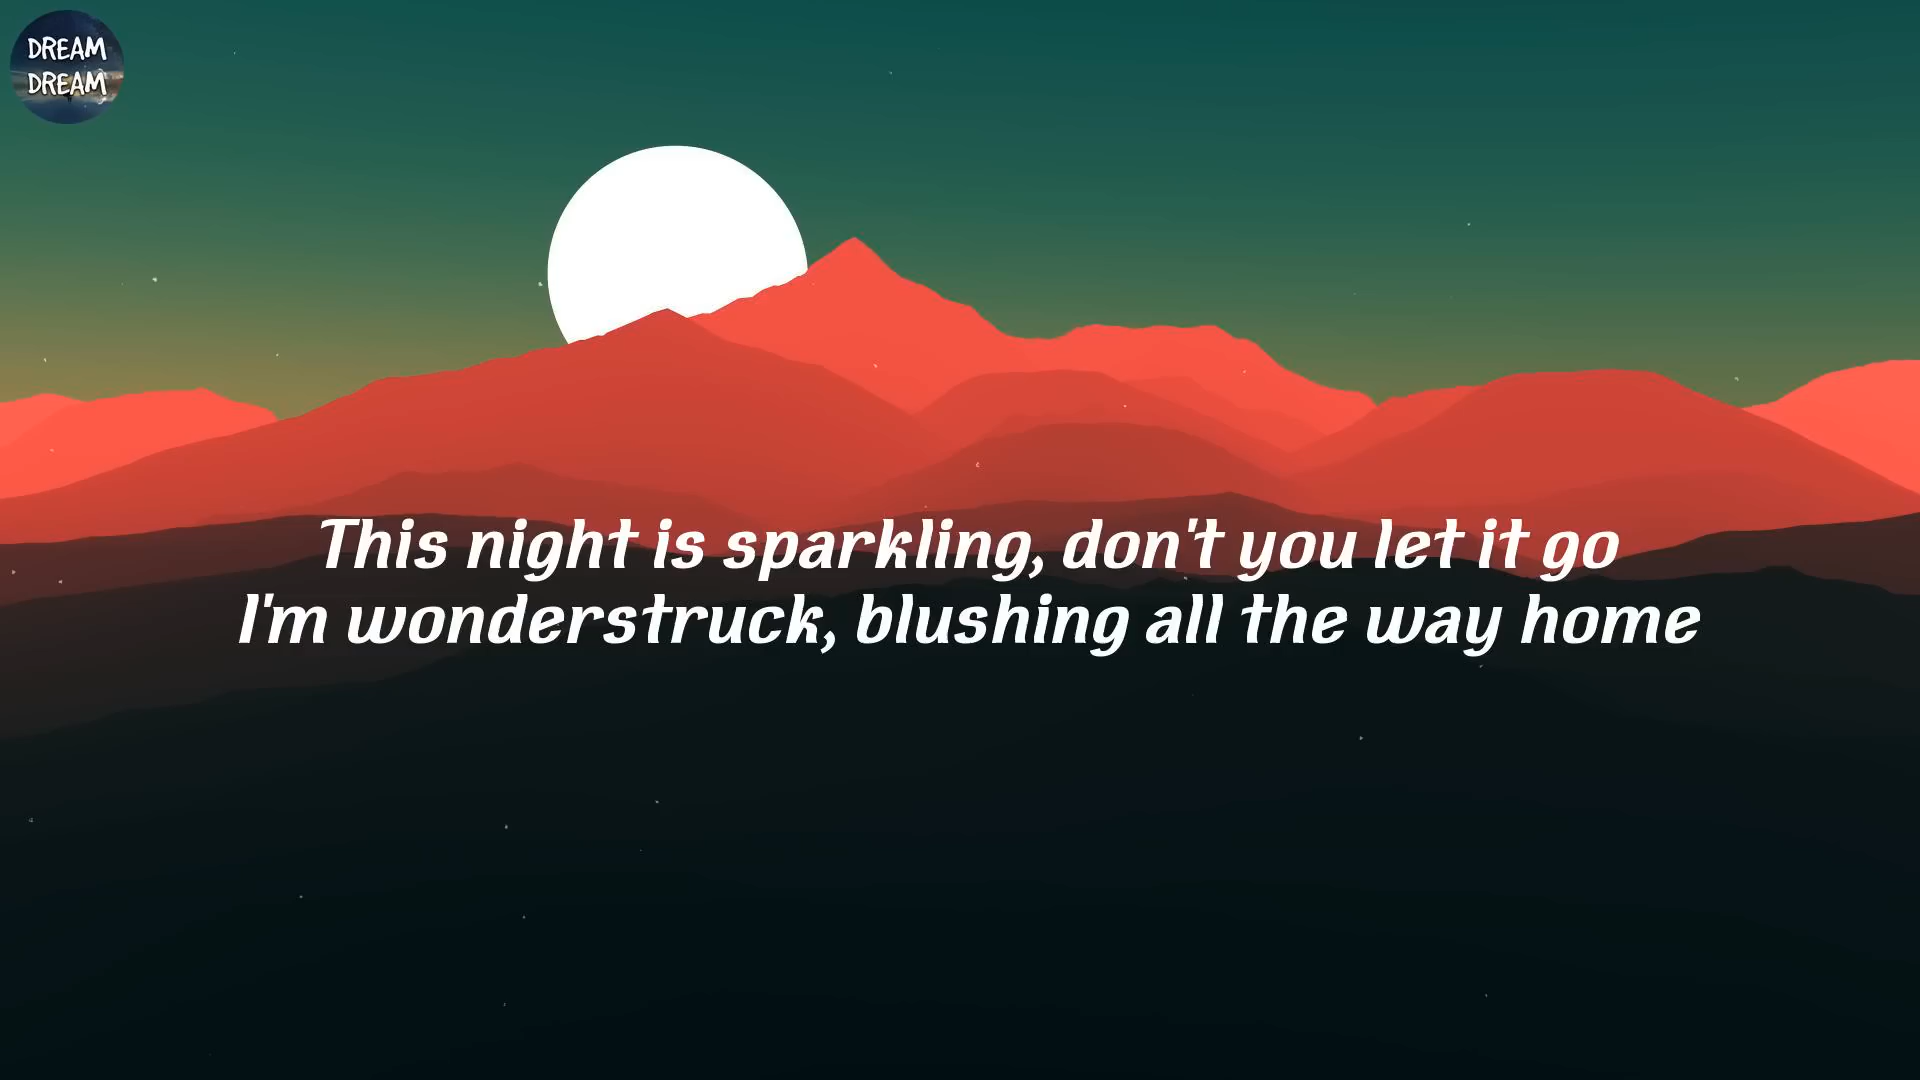 DREAM
DREAM
This night is sparkling, don't you let it go
I'm wonderstruck, blushing all the way home